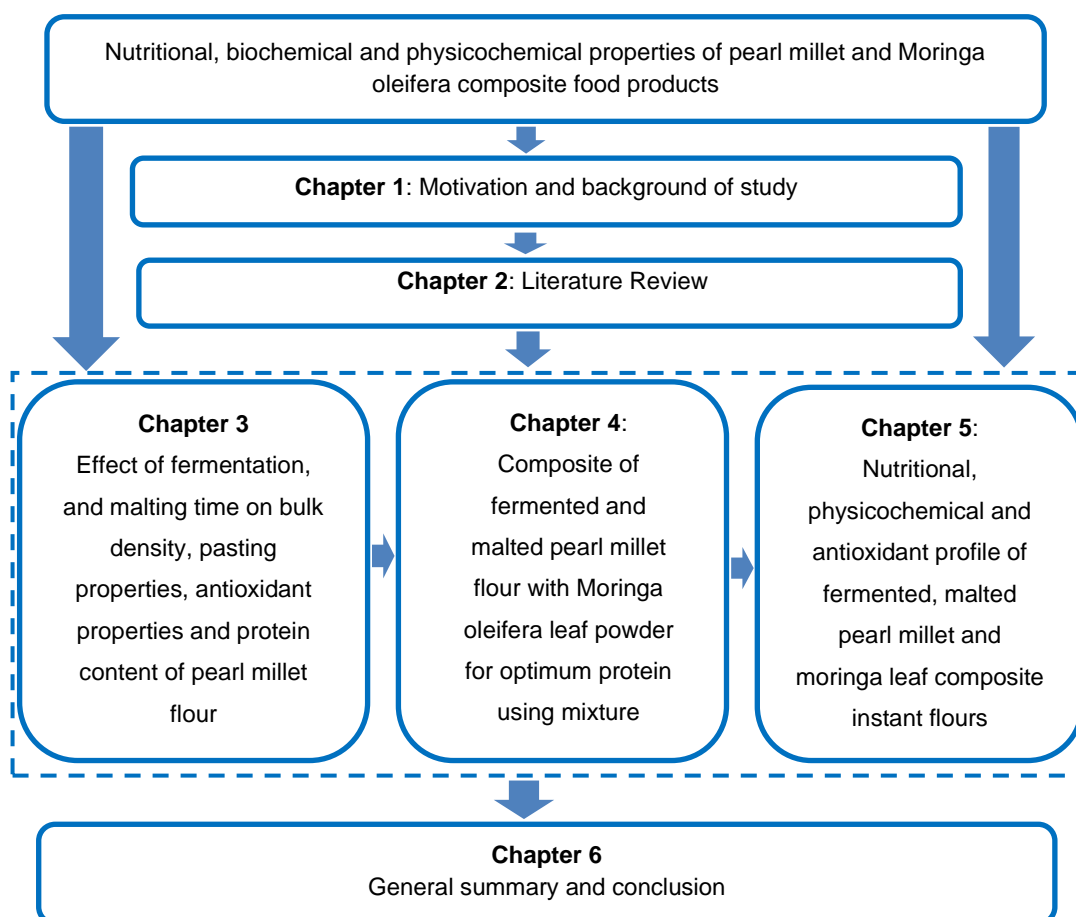 Nutritional, biochemical and physicochemical properties of pearl millet and Moringa
oleifera composite food products
Chapter 1: Motivation and background of study
Chapter 2: Literature Review
Chapter 3
Effect of fermentation,
and malting time on bulk
density, pasting
properties, antioxidant
properties and protein
content of pearl millet
flour
Chapter 4:
Composite of
fermented and
malted pearl millet
flour with Moringa
oleifera leaf powder
for optimum protein
using mixture
Chapter 5:
Nutritional,
physicochemical and
antioxidant profile of
fermented, malted
pearl millet and
moringa leaf composite
instant flours
Chapter 6
General summary and conclusion